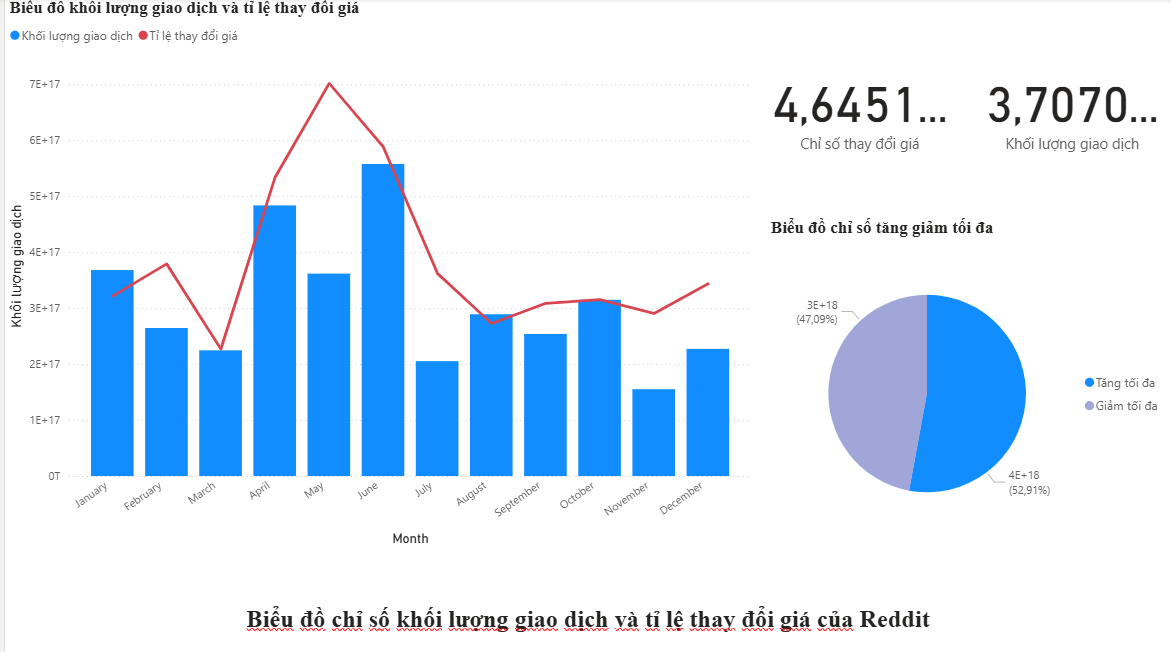 Biểu đồ khối lượng giao dịch và tỉ lệ thay đổi giá
Khối lượng giao dịch Tỉ lệ thay đổi giá
7E+17
6E+17
5E+17
4E+17
3E+17
2E+17
1E+17
0T
Khối lượng giao dịch
January
February
March
April
May
June
July
August
September
October
November
December
Month
4,6451...
Chỉ số thay đổi giá
3,7070...
Khối lượng giao dịch
Biểu đồ chỉ số tăng giảm tối đa
3E+18
(47,09%)
4E+18
(52,91%)
Tăng tối đa
Giảm tối đa
Biểu đồ chỉ số khối lượng giao dịch và tỉ lệ thay đổi giá của Reddit